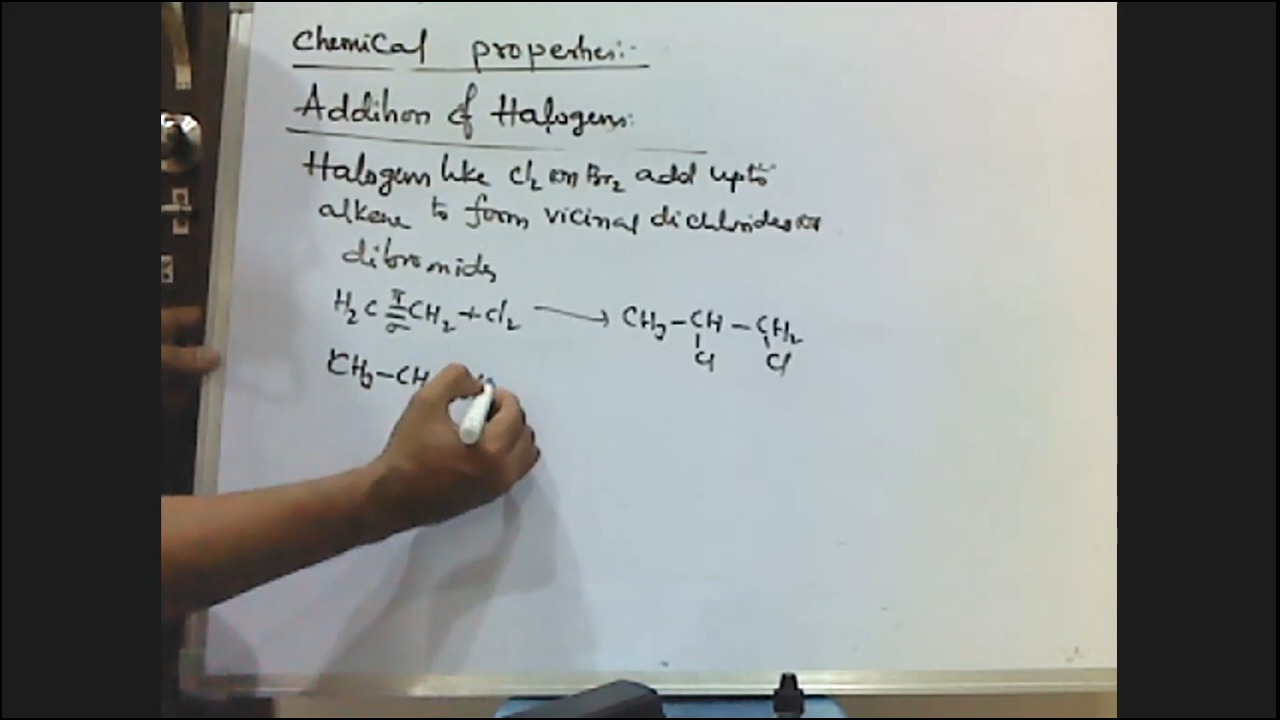 Chemical properties:-
Addition of Halogens:
Halogens like Cl₂ or Br₂ add up to
alkene to form vicinal dichlorides or
dibromides
H₂C π= σ CH₂ + Cl₂ ⟶ CH₃ – CH – CH₂
Cl Cl
CH₃ – CH